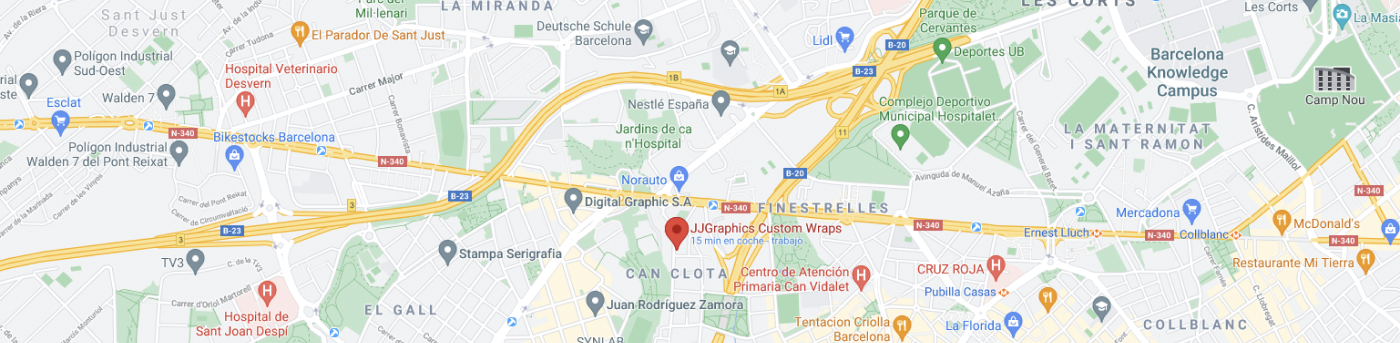 LA MIRANDA
LES CORTS
Les Corts
La Masia
Sant Just
Desvern
Av. de la Riera
Parc del
Mil·lenari
El Parador De Sant Just
Carrer Tudona
Deutsche Schule
Barcelona
Lidl
Parque de
Cervantes
Deportes UB
B-20
B-23
Barcelona
Knowledge
Campus
Camp Nou
Polígon Industrial
Sud-Oest
Hospital Veterinario
Desvern
Carrer Major
1B
1A
Walden 7
Esclat
Nestlé España
Complejo Deportivo
Municipal Hospitalet...
C. Arístides Maillol
N-340
Bikestocks Barcelona
Carrer Bonavista
Jardins de ca
n'Hospital
11
LA MATERNITAT
I SANT RAMON
Carrer del General Batet
Polígon Industrial
Walden 7 del Pont Reixat
N-340
Norauto
B-20
Avinguda de Manuel Azaña
N-340
C. de les Vinyes
Carrer del Pont Reixat
C. de Circumval·lació
B-23
3
B-23
3
Digital Graphic S.A
N-340
FINESTRELLES
Mercadona
McDonald's
JJGraphics Custom Wraps
15 min en coche - trabajo
Ernest Lluch
N-340
Collblanc
TV3
C. de la TV3
Stampa Serigrafia
CAN CLOTA
Centro de Atención
Primaria Can Vidalet
CRUZ ROJA
Restaurante Mi Tierra
Pubilla Casas
Carrer d'Oriol Martorell
Hospital de
Sant Joan Despí
EL GALL
Juan Rodríguez Zamora
Tentacion Criolla
Barcelona
La Florida
COLLBLANC
C. Llobregat
SYNLAB